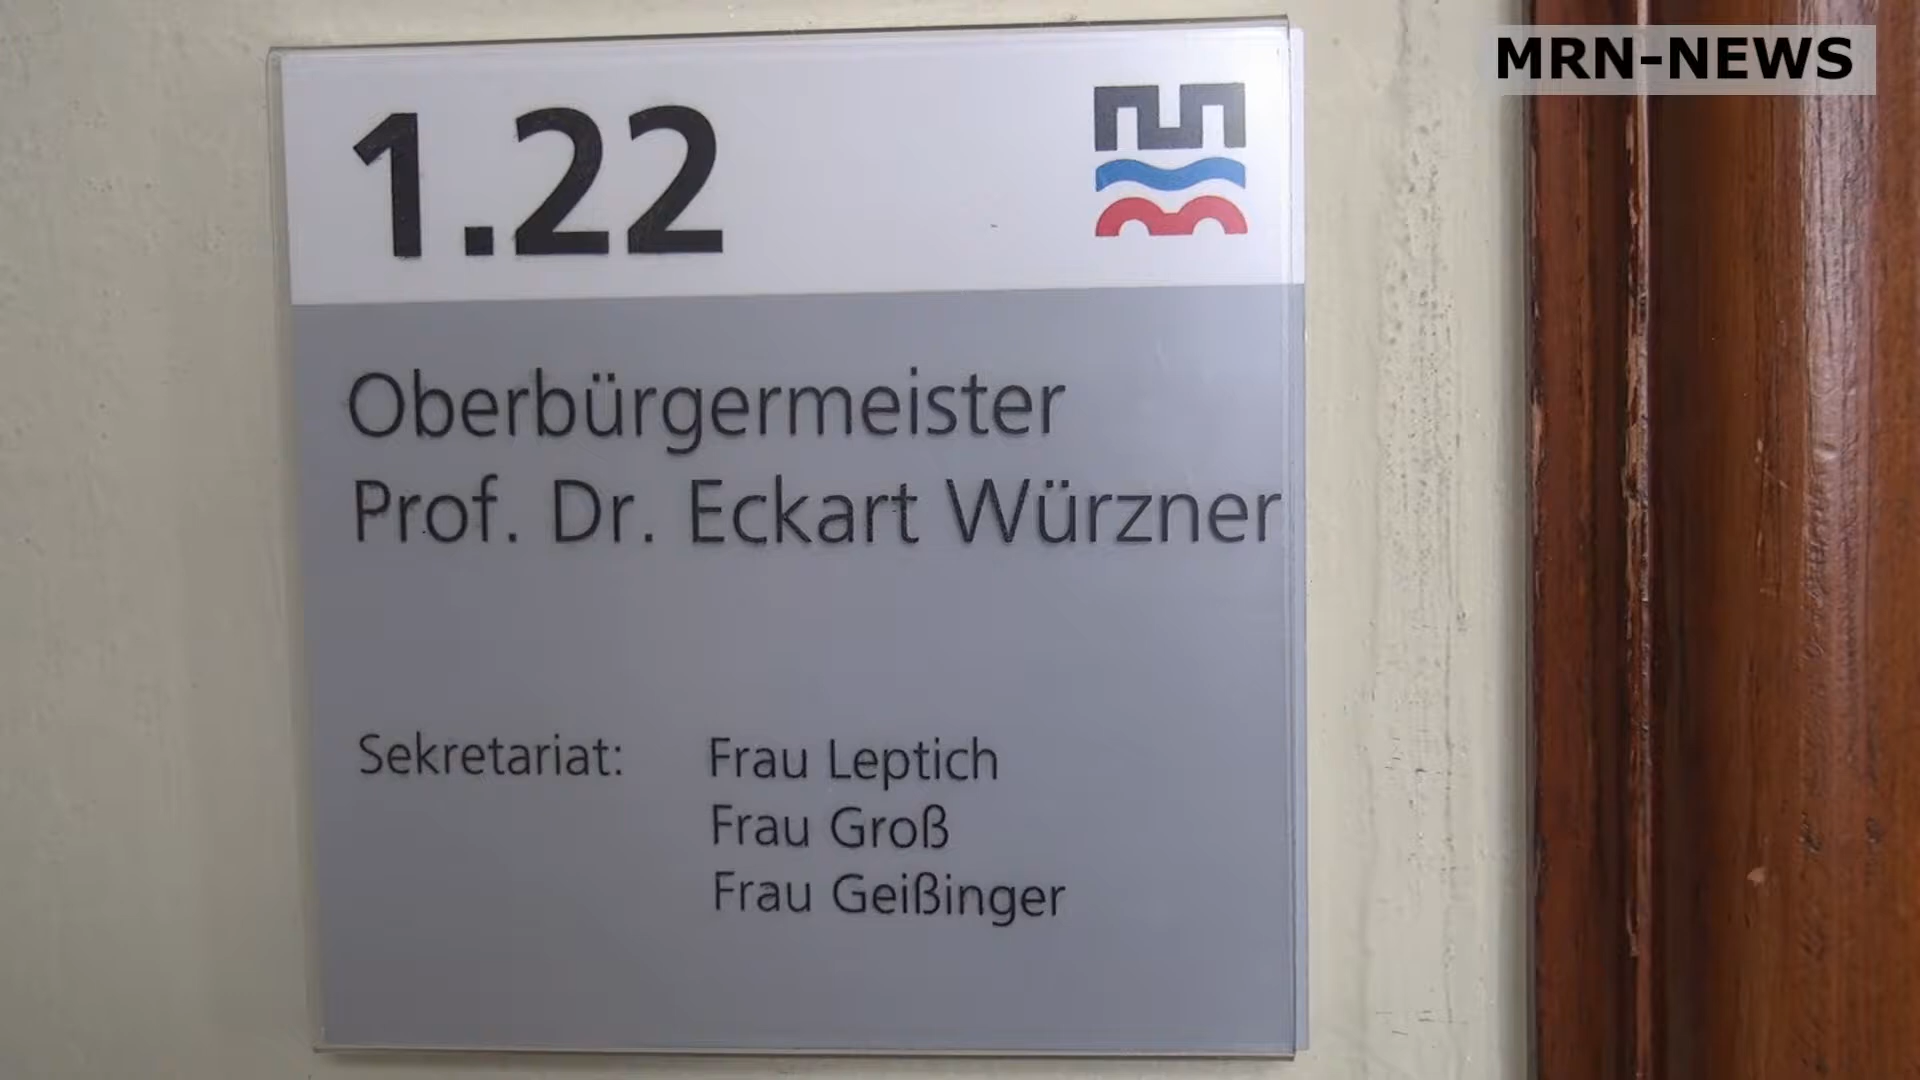 MRN-NEWS
1.22
Oberbürgermeister
Prof. Dr. Eckart Würzner
Sekretariat: Frau Leptich
Frau Groß
Frau Geißinger